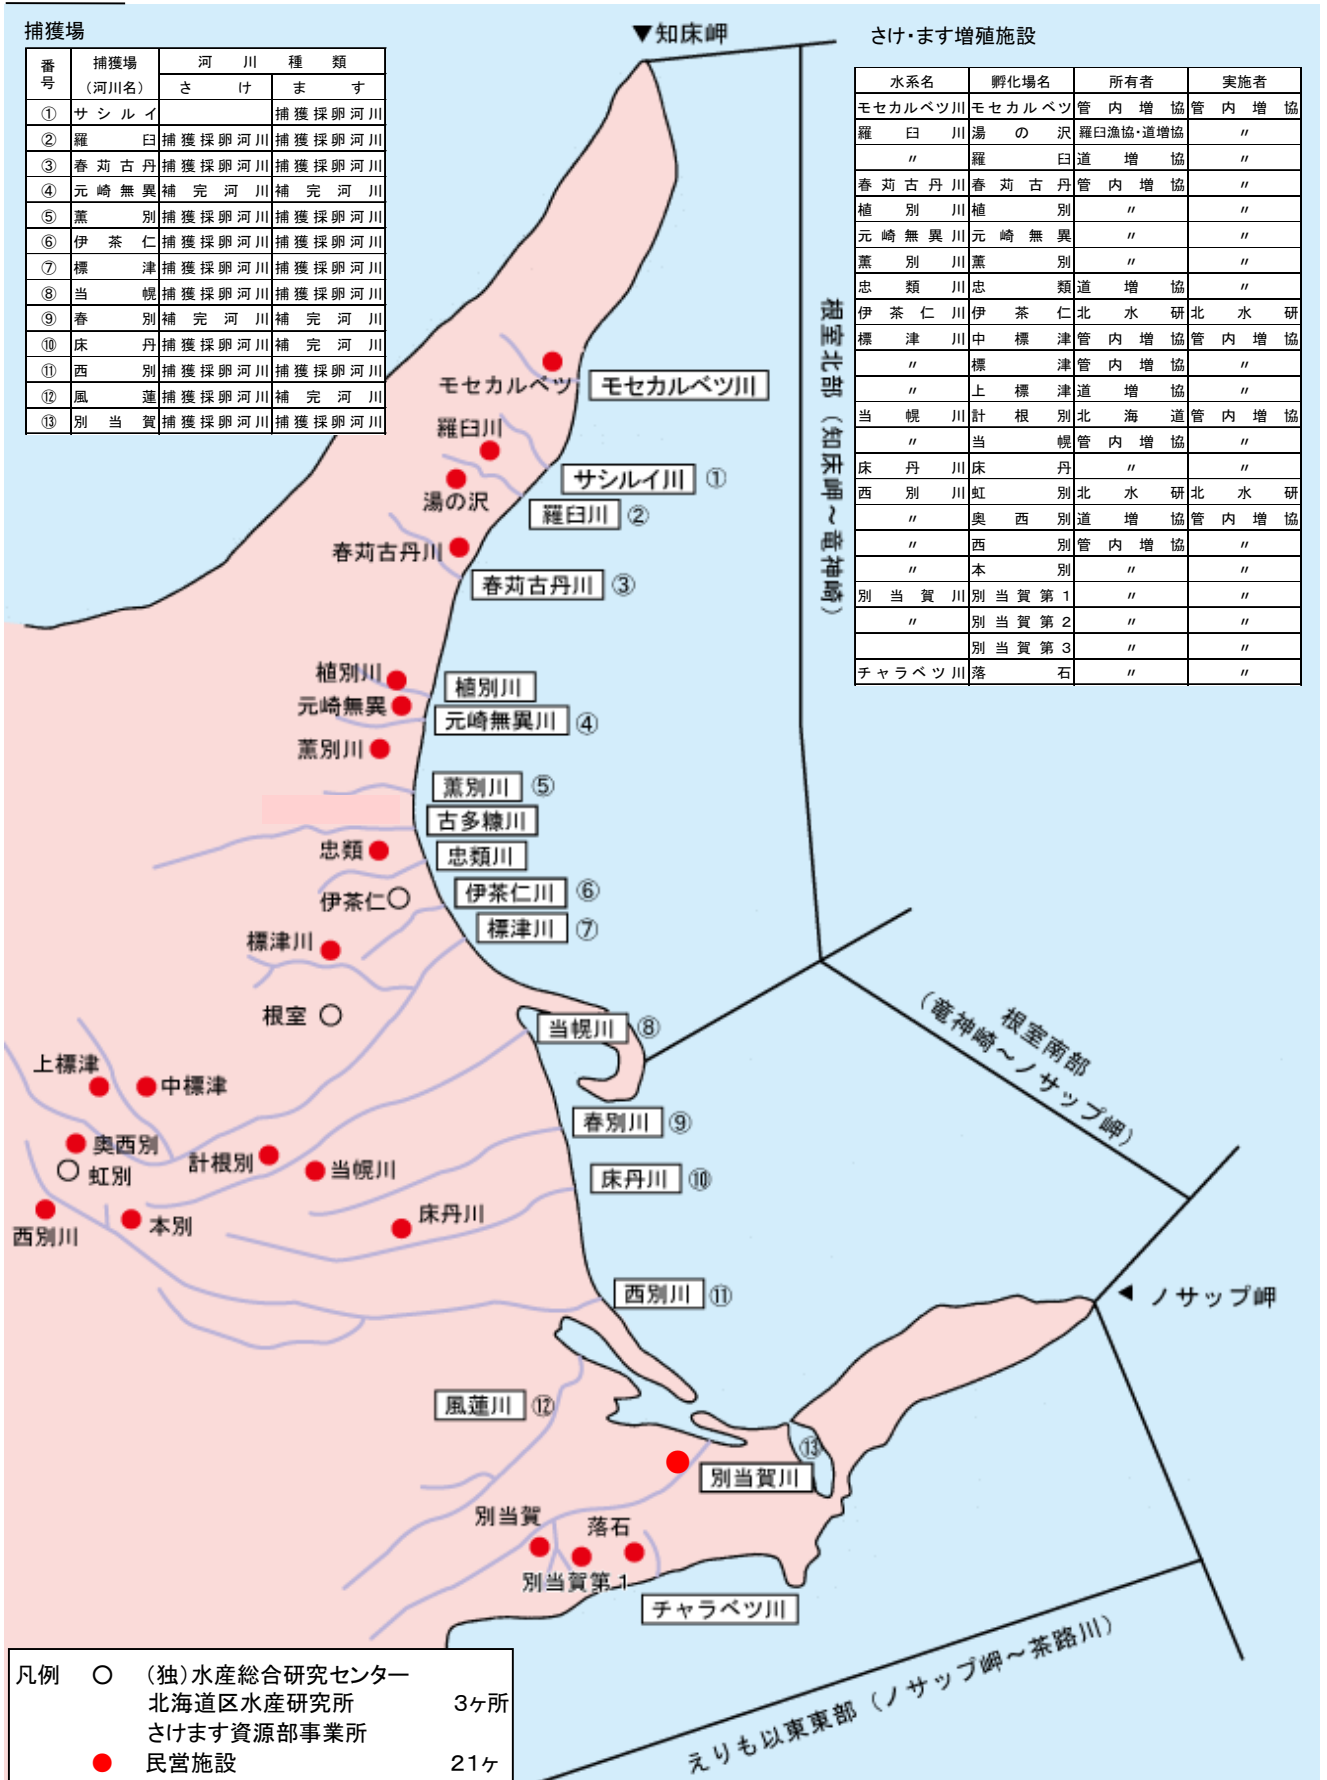 捕獲場
番号 捕獲場（河川名） 河川種類
さけ ます
① サシルイ 捕獲採卵河川
② 羅臼 捕獲採卵河川 捕獲採卵河川
③ 春苅古丹 捕獲採卵河川 捕獲採卵河川
④ 元崎無異 補完河川 補完河川
⑤ 薫別 捕獲採卵河川 捕獲採卵河川
⑥ 伊茶仁 捕獲採卵河川 捕獲採卵河川
⑦ 標津 捕獲採卵河川 捕獲採卵河川
⑧ 当幌 捕獲採卵河川 捕獲採卵河川
⑨ 春別 補完河川 補完河川
⑩ 床丹 捕獲採卵河川 補完河川
⑪ 西別 捕獲採卵河川 捕獲採卵河川
⑫ 風蓮 捕獲採卵河川 補完河川
⑬ 別当賀 捕獲採卵河川 捕獲採卵河川
さけ・ます増殖施設
水系名 孵化場名 所有者 実施者
モセカルベツ川 モセカルベツ 管内増協 管内増協
羅臼川 湯の沢 羅臼漁協・道増協 〃
〃 羅臼 道増協 〃
春苅古丹川 春苅古丹 管内増協 〃
植別川 植別 〃 〃
元崎無異川 元崎無異 〃 〃
薫別川 薫別 〃 〃
忠類川 忠類 道増協 〃
伊茶仁川 伊茶仁 北水研 北水研
標津川 中標津 管内増協 管内増協
〃 標津 管内増協 〃
〃 上標津 道増協 〃
当幌川 計根別 北海道 管内増協
〃 当幌 管内増協 〃
床丹川 床丹 〃 〃
西別川 虹別 北水研 北水研
〃 奥西別 道増協 管内増協
〃 西別 管内増協 〃
〃 本別 〃 〃
別当賀川 別当賀第1 〃 〃
〃 別当賀第2 〃 〃
別当賀第3 〃 〃
チャラベツ川 落石 〃 〃
▼知床岬
根室北部（知床岬～竜神崎）
モセカルベツ
モセカルベツ川
羅臼川
サシルイ川 ①
湯の沢
羅臼川 ②
春苅古丹川
春苅古丹川 ③
植別川
植別川
元崎無異
元崎無異川 ④
薫別川
薫別川 ⑤
古多糠川
忠類
忠類川
伊茶仁
伊茶仁川 ⑥
標津川
標津川 ⑦
根室
当幌川 ⑧
根室南部
（竜神崎～ノサップ岬）
上標津
中標津
春別川 ⑨
奥西別
虹別
計根別
当幌川
床丹川 ⑩
西別川
本別
床丹川
西別川 ⑪
◀ ノサップ岬
風蓮川 ⑫
⑬
別当賀川
別当賀
落石
別当賀第1
チャラベツ川
えりも以東東部（ノサップ岬～茶路川）
凡例 ○ （独）水産総合研究センター
北海道区水産研究所 3ヶ所
さけます資源部事業所
● 民営施設 21ヶ